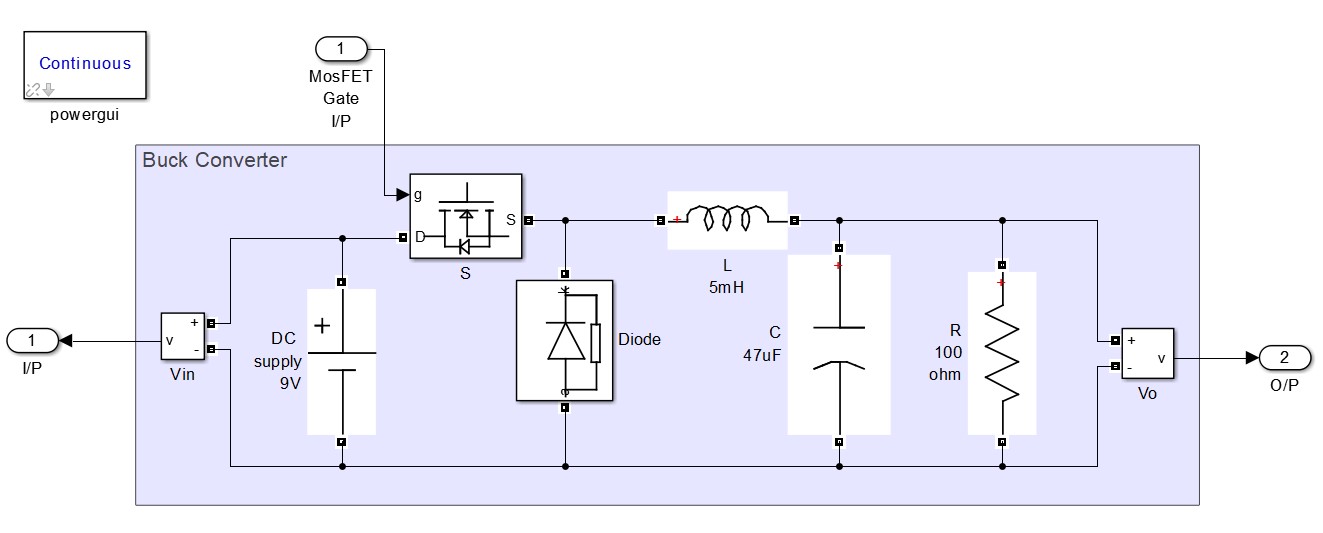 Continuous
powergui
1
MosFET
Gate
I/P
Buck Converter
g
D
S
S
L
5mH
DC
supply
9V
+
Diode
C
47uF
R
100
ohm
+
v
-
Vin
1
I/P
+
v
-
Vo
2
O/P
+
+
+